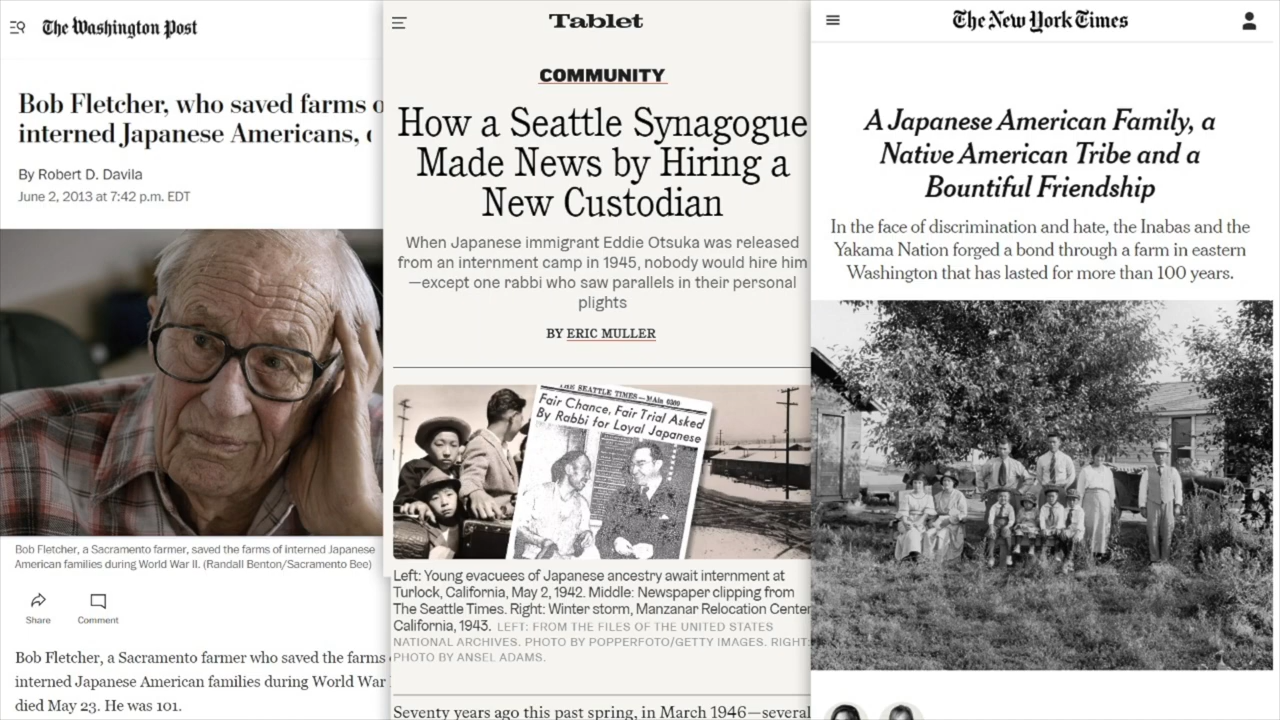 The Washington Post
Bob Fletcher, who saved farms o
interned Japanese Americans,
By Robert D. Davila
June 2, 2013 at 7:42 p.m. EDT
Bob Fletcher, a Sacramento farmer, saved the farms of interned Japanese
American families during World War II. (Randall Benton/Sacramento Bee)
Share
Comment
Bob Fletcher, a Sacramento farmer who saved the farms
interned Japanese American families during World War
died May 23. He was 101.
Tablet
COMMUNITY
How a Seattle Synagogue
Made News by Hiring a
New Custodian
When Japanese immigrant Eddie Otsuka was released
from an internment camp in 1945, nobody would hire him
—except one rabbi who saw parallels in their personal
plights
BY ERIC MULLER
THE SEATTLE TIMES—MAin 0300
Fair Chance, Fair Trial Asked
By Rabbi for Loyal Japanese
Left: Young evacuees of Japanese ancestry await internment at
Turlock, California, May 2, 1942. Middle: Newspaper clipping from
The Seattle Times. Right: Winter storm, Manzanar Relocation Center
California, 1943. LEFT: FROM THE FILES OF THE UNITED STATES
NATIONAL ARCHIVES. PHOTO BY POPPERFOTO/GETTY IMAGES. RIGHT:
PHOTO BY ANSEL ADAMS.
Seventy years ago this past spring, in March 1946—several
The New York Times
A Japanese American Family, a
Native American Tribe and a
Bountiful Friendship
In the face of discrimination and hate, the Inabas and the
Yakama Nation forged a bond through a farm in eastern
Washington that has lasted for more than 100 years.